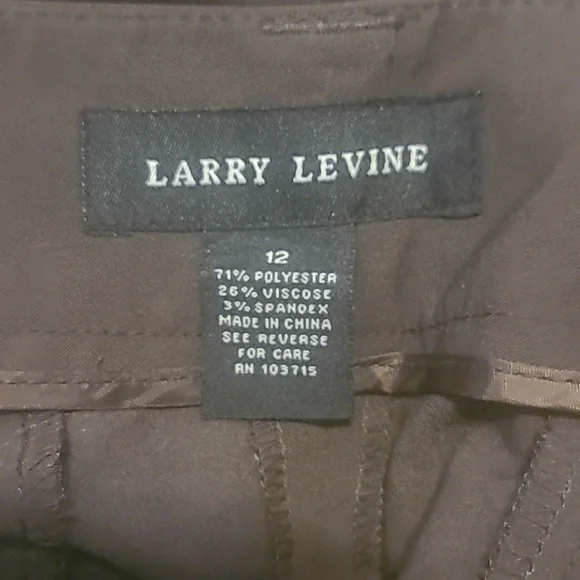 LARRY LEVINE
12
71% POLYESTER
26% VISCOSE
3% SPANDEX
MADE IN CHINA
SEE REVERSE
FOR CARE
RN 103715